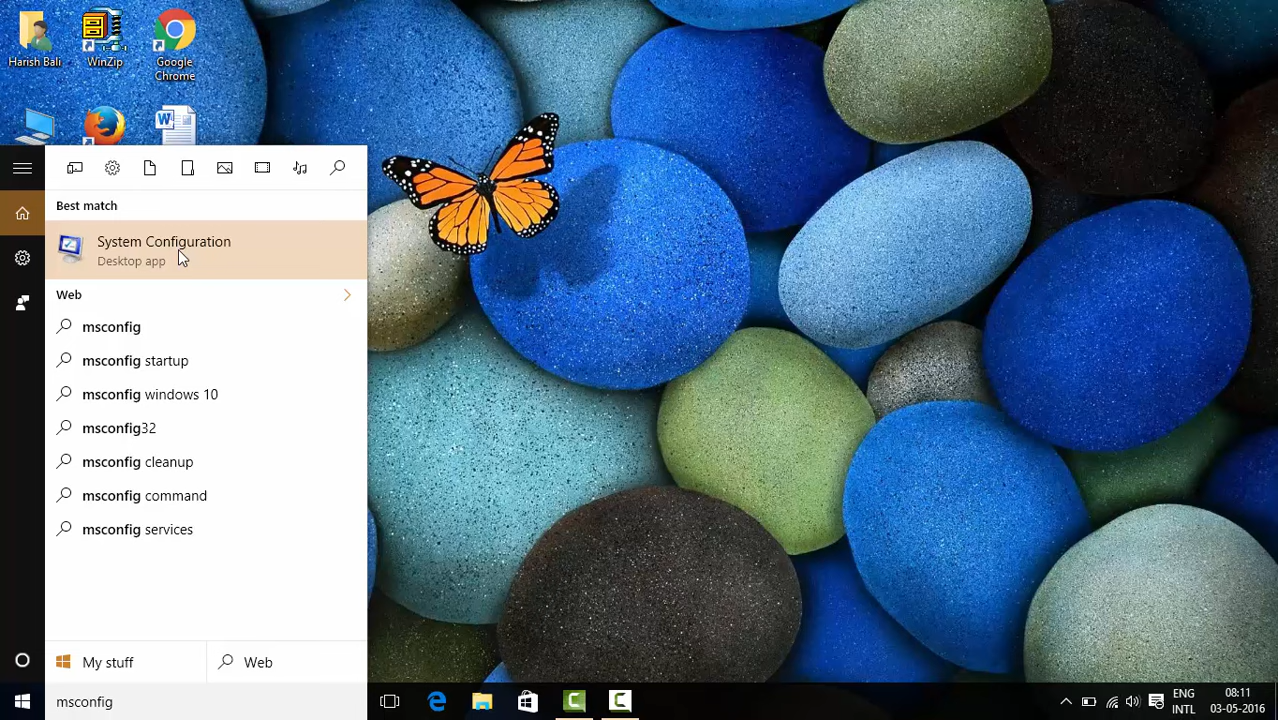 Harish Bali
WinZip
Google
Chrome
Best match
System Configuration
Desktop app
Web
msconfig
msconfig startup
msconfig windows 10
msconfig32
msconfig cleanup
msconfig command
msconfig services
My stuff
Web
msconfig
ENG
INTL
08:11
03-05-2016